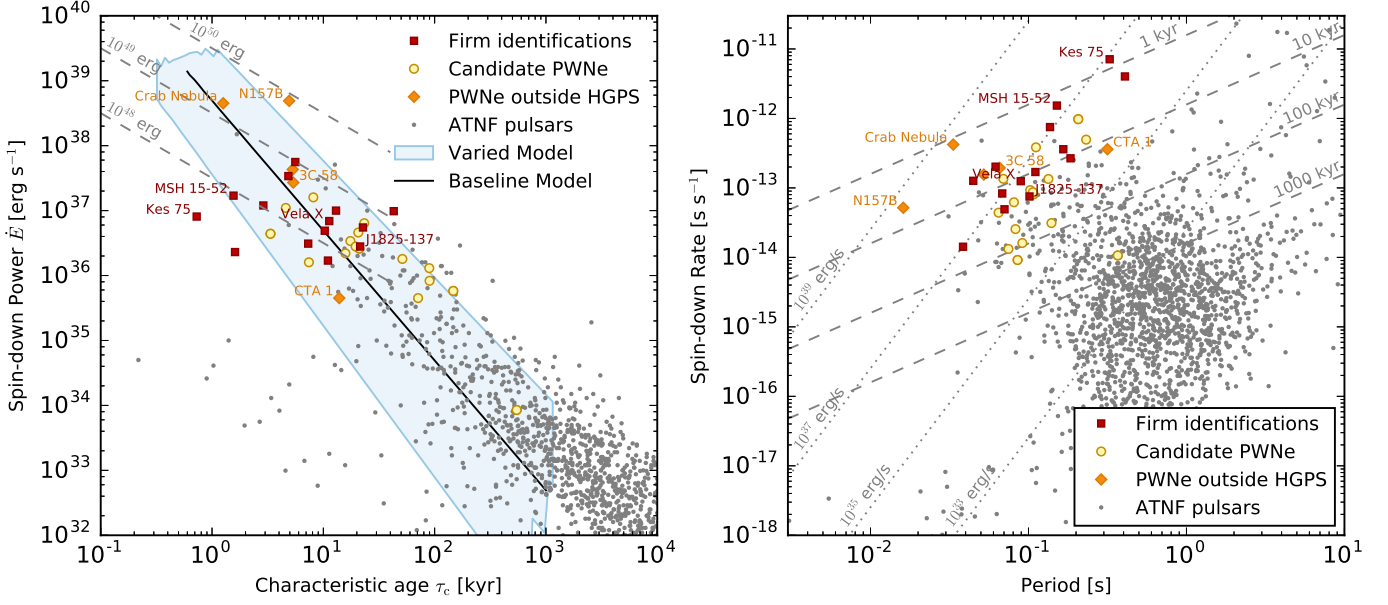 10^40
10^39
10^38
10^37
10^36
10^35
10^34
10^33
10^32
Spin-down Power Ė [erg s^−1]
10^50 erg
10^49 erg
10^48 erg
Firm identifications
Candidate PWNe
PWNe outside HGPS
ATNF pulsars
Varied Model
Baseline Model
Crab Nebula
N157B
3C 58
MSH 15-52
Kes 75
Vela X
J1825-137
CTA 1
10^-1
10^0
10^1
10^2
10^3
10^4
Characteristic age τ_c [kyr]
10^-11
10^-12
10^-13
10^-14
10^-15
10^-16
10^-17
10^-18
Spin-down Rate [s s^−1]
1 kyr
10 kyr
100 kyr
1000 kyr
Kes 75
MSH 15-52
Crab Nebula
CTA 1
3C 58
Vela X
J1825-137
N157B
10^39 erg/s
10^37 erg/s
10^35 erg/s
10^33 erg/s
Firm identifications
Candidate PWNe
PWNe outside HGPS
ATNF pulsars
10^-2
10^-1
10^0
10^1
Period [s]